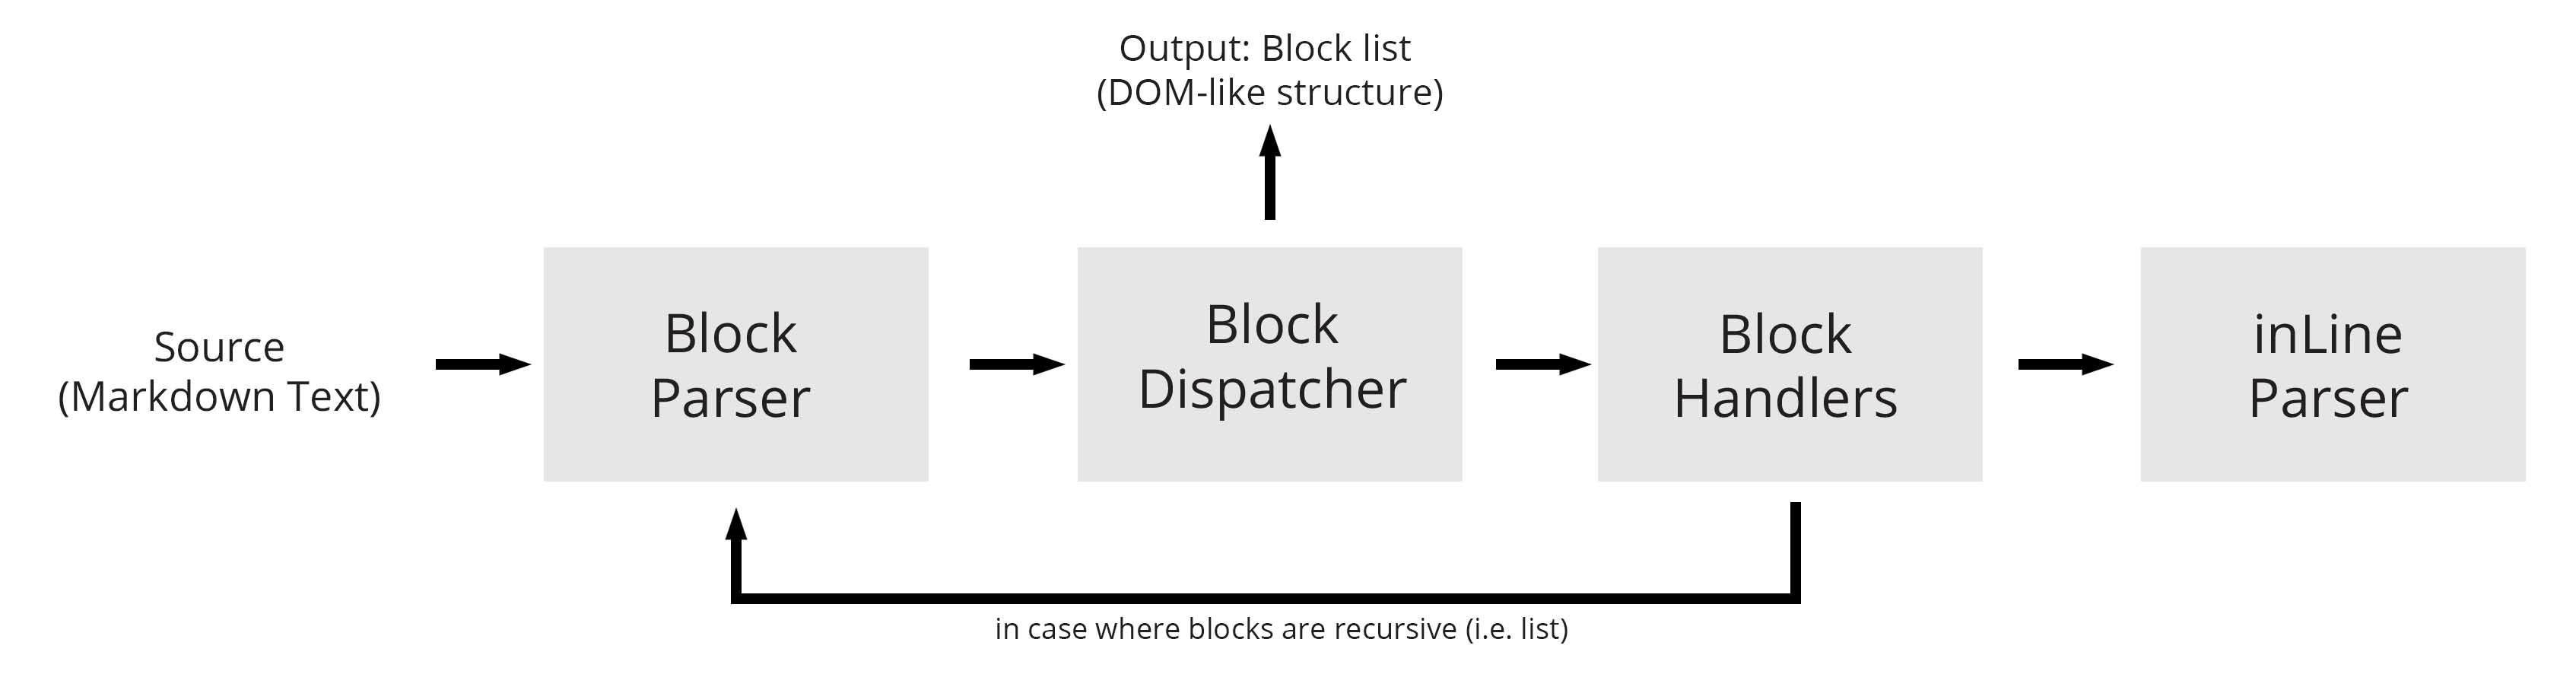 Output: Block list
(DOM-like structure)
Source
(Markdown Text)
Block
Parser
Block
Dispatcher
Block
Handlers
inLine
Parser
in case where blocks are recursive (i.e. list)